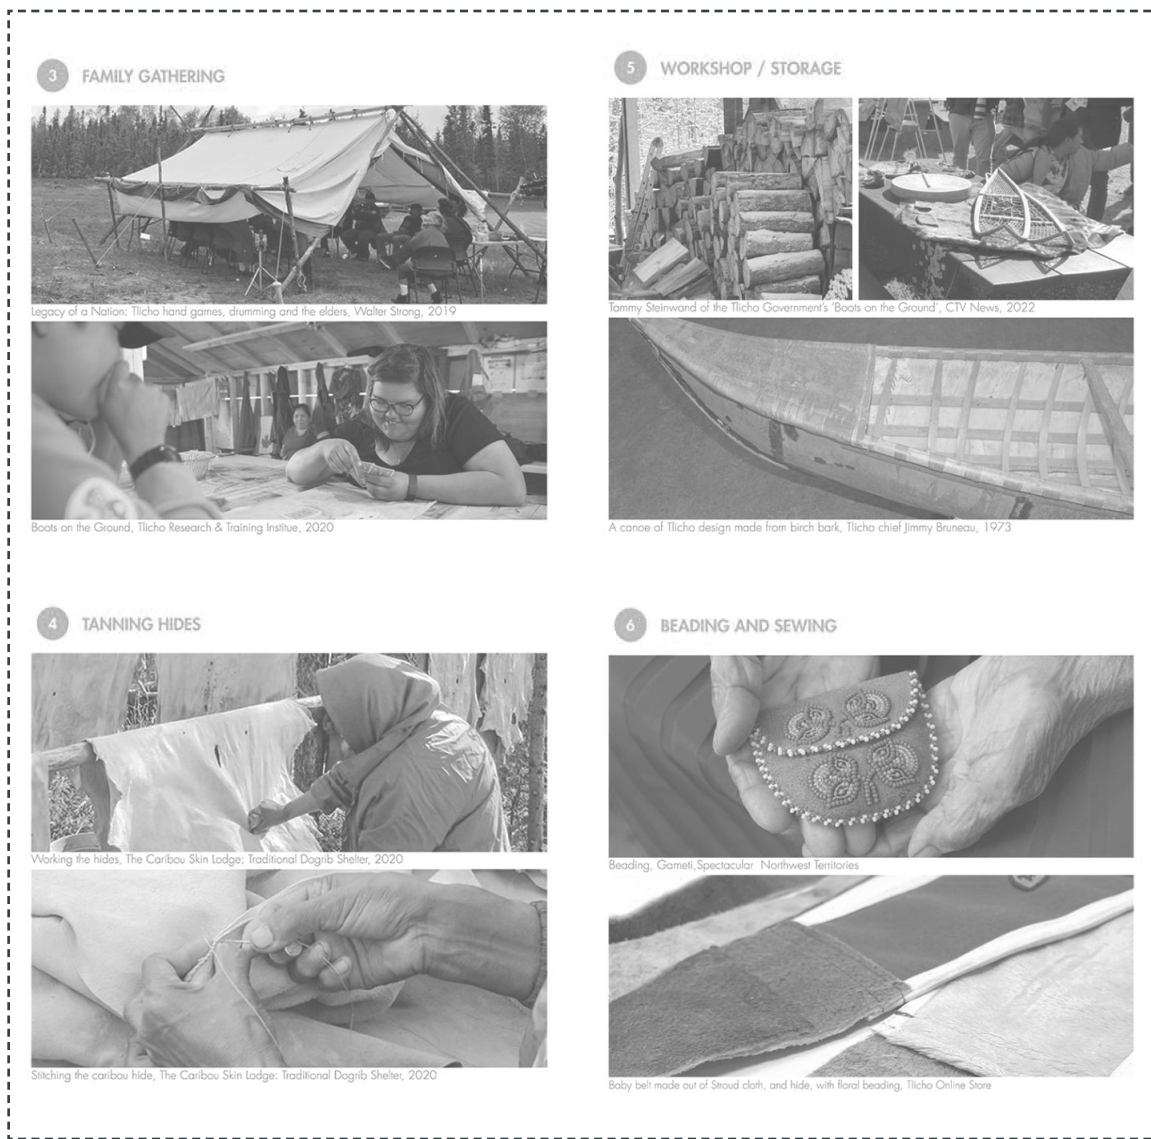 3 FAMILY GATHERING
Legacy of a Nation: Tlicho hand games, drumming and the elders, Walter Strong, 2019
Boots on the Ground, Tlicho Research & Training Institue, 2020
4 TANNING HIDES
Working the hides, The Caribou Skin Lodge: Traditional Dogrib Shelter, 2020
Stitching the caribou hide, The Caribou Skin Lodge: Traditional Dogrib Shelter, 2020
5 WORKSHOP / STORAGE
Tammy Steinwand of the Tlicho Government's 'Boots on the Ground', CTV News, 2022
A canoe of Tlicho design made from birch bark, Tlicho chief Jimmy Bruneau, 1973
6 BEADING AND SEWING
Beading, Gameti,Spectacular Northwest Territories
Baby belt made out of Stroud cloth, and hide, with floral beading, Tlicho Online Store